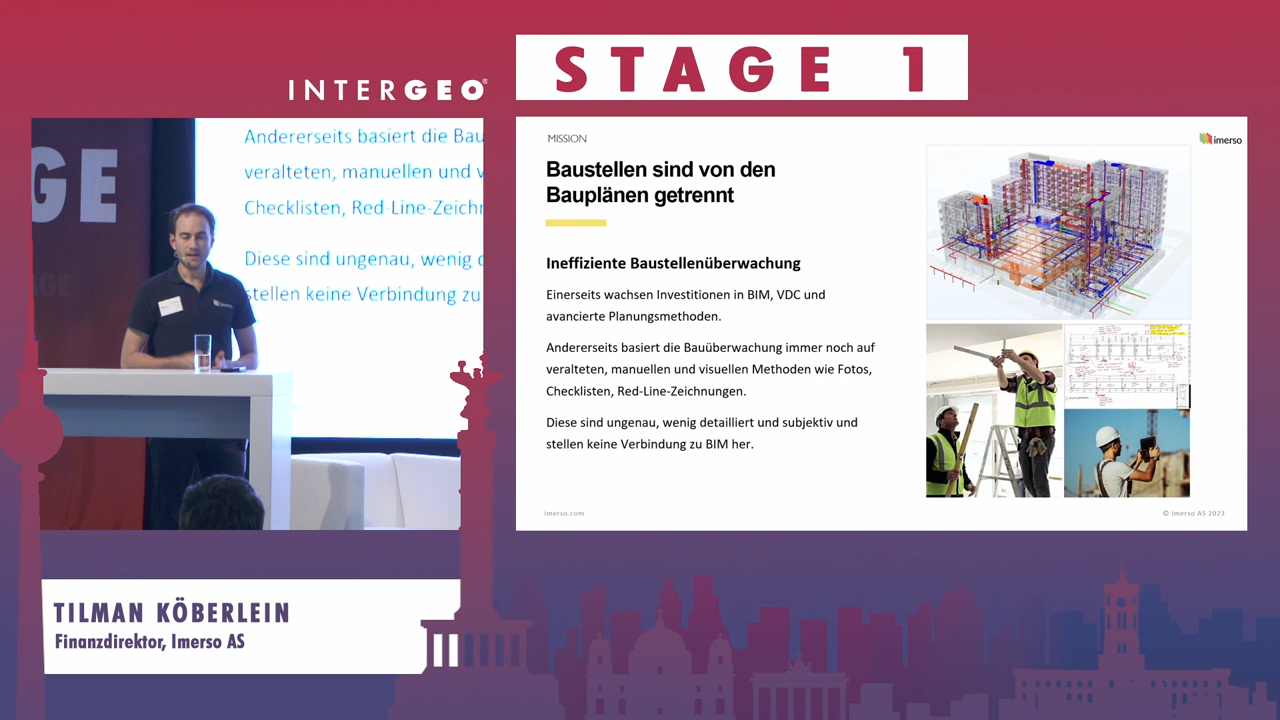 STAGE 1
INTERGEO®
GE
Andererseits basiert die Bau
veralteten, manuellen und v
Checklisten, Red-Line-Zeichn
Diese sind ungenau, wenig d
stellen keine Verbindung zu
TILMAN KÖBERLEIN
Finanzdirektor, Imerso AS
MISSION
imerso
Baustellen sind von den
Bauplänen getrennt
Ineffiziente Baustellenüberwachung
Einerseits wachsen Investitionen in BIM, VDC und
avancierte Planungsmethoden.
Andererseits basiert die Bauüberwachung immer noch auf
veralteten, manuellen und visuellen Methoden wie Fotos,
Checklisten, Red-Line-Zeichnungen.
Diese sind ungenau, wenig detailliert und subjektiv und
stellen keine Verbindung zu BIM her.
imerso.com
© Imerso AS 2023